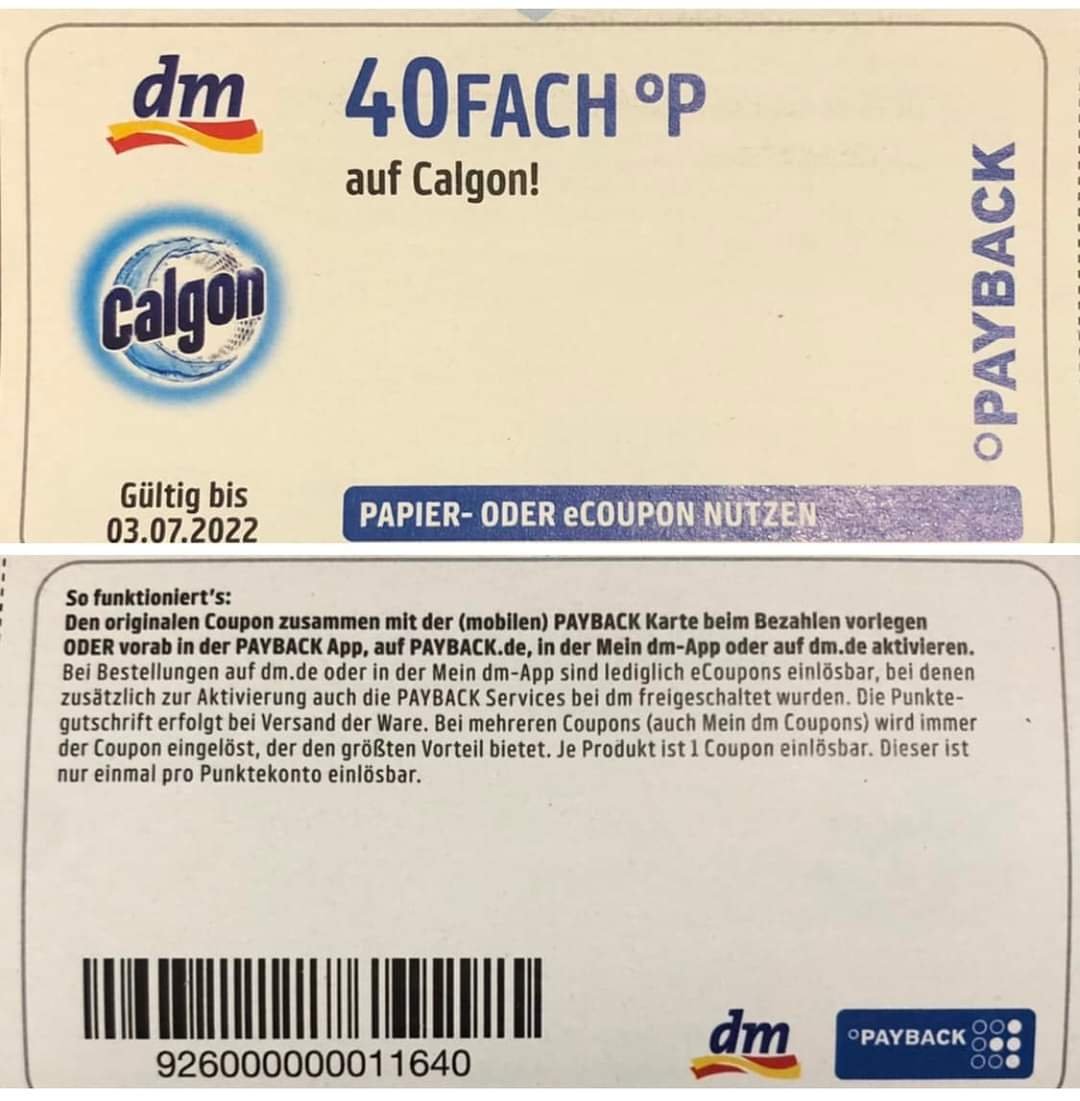 dm
40FACH °P
auf Calgon!
°PAYBACK
Calgon
Gültig bis
03.07.2022
PAPIER- ODER eCOUPON NUTZEN
So funktioniert's:
Den originalen Coupon zusammen mit der (mobilen) PAYBACK Karte beim Bezahlen vorlegen
ODER vorab in der PAYBACK App, auf PAYBACK.de, in der Mein dm-App oder auf dm.de aktivieren.
Bei Bestellungen auf dm.de oder in der Mein dm-App sind lediglich eCoupons einlösbar, bei denen
zusätzlich zur Aktivierung auch die PAYBACK Services bei dm freigeschaltet wurden. Die Punkte-
gutschrift erfolgt bei Versand der Ware. Bei mehreren Coupons (auch Mein dm Coupons) wird immer
der Coupon eingelöst, der den größten Vorteil bietet. Je Produkt ist 1 Coupon einlösbar. Dieser ist
nur einmal pro Punktekonto einlösbar.
926000000011640
dm
°PAYBACK